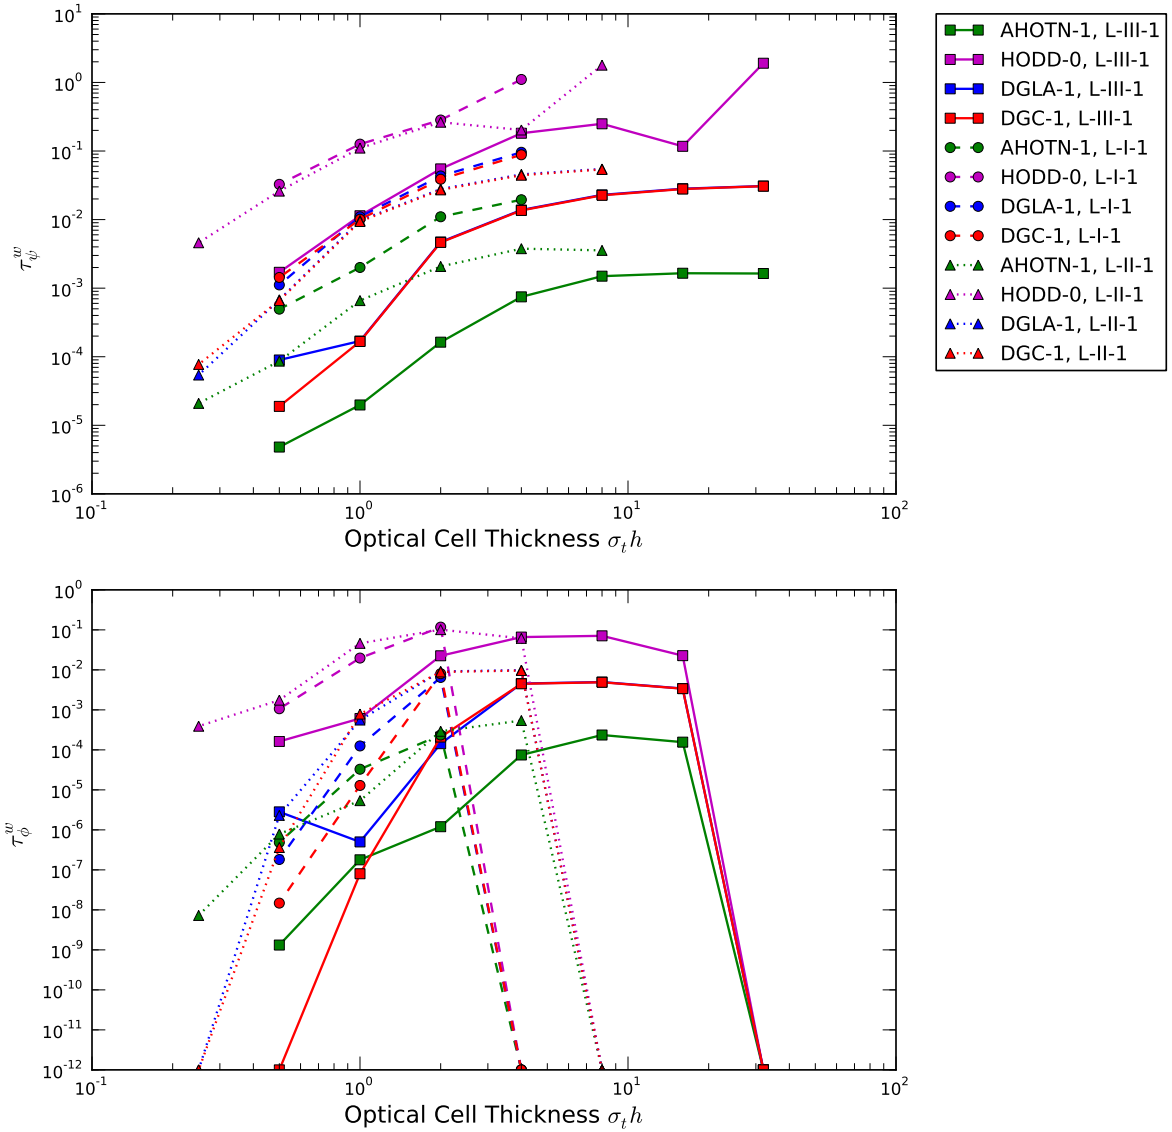 10^1
10^0
10^-1
10^-2
10^-3
10^-4
10^-5
10^-6
τ_ψ^w
10^-1 10^0 10^1 10^2
Optical Cell Thickness σ_t h
AHOTN-1, L-III-1
HODD-0, L-III-1
DGLA-1, L-III-1
DGC-1, L-III-1
AHOTN-1, L-I-1
HODD-0, L-I-1
DGLA-1, L-I-1
DGC-1, L-I-1
AHOTN-1, L-II-1
HODD-0, L-II-1
DGLA-1, L-II-1
DGC-1, L-II-1
10^0
10^-1
10^-2
10^-3
10^-4
10^-5
10^-6
10^-7
10^-8
10^-9
10^-10
10^-11
10^-12
τ_ϕ^w
10^-1 10^0 10^1 10^2
Optical Cell Thickness σ_t h